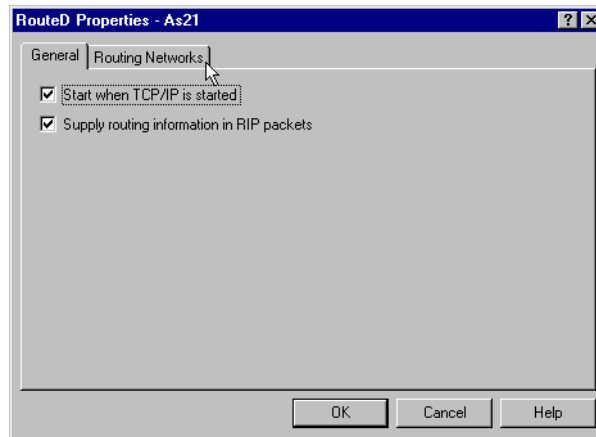 RouteD Properties - As21
General Routing Networks
Start when TCP/IP is started
Supply routing information in RIP packets
OK Cancel Help